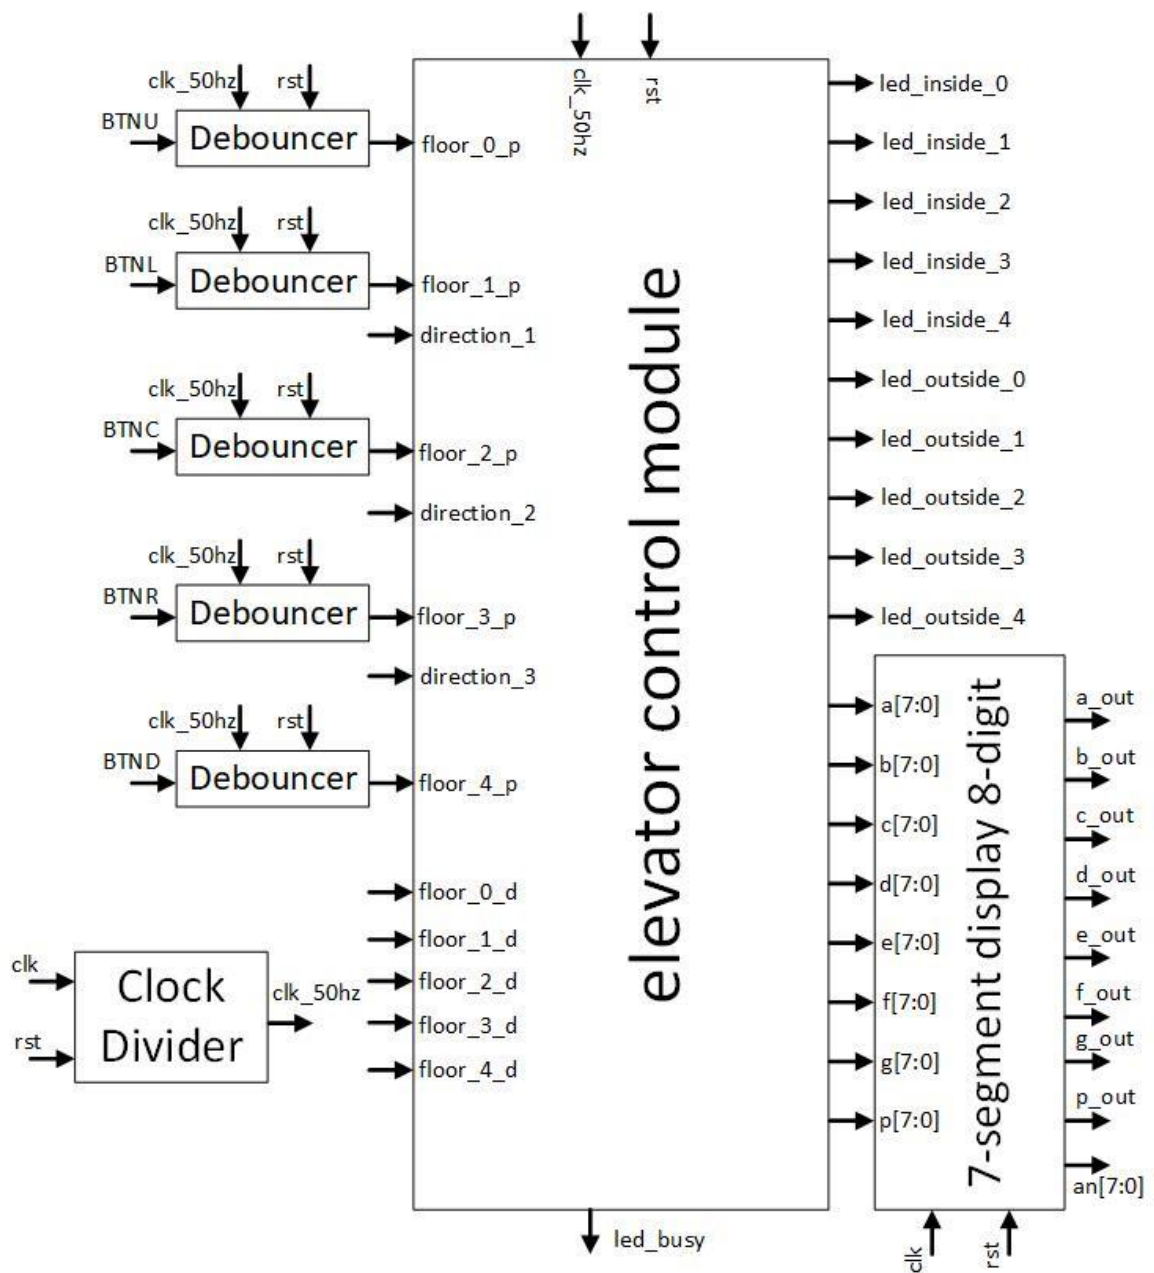 clk_50hz
rst
BTNU
Debouncer
floor_0_p
clk_50hz
rst
BTNL
Debouncer
floor_1_p
direction_1
clk_50hz
rst
BTNC
Debouncer
floor_2_p
direction_2
clk_50hz
rst
BTNR
Debouncer
floor_3_p
direction_3
clk_50hz
rst
BTND
Debouncer
floor_4_p
floor_0_d
floor_1_d
floor_2_d
floor_3_d
floor_4_d
clk
rst
Clock
Divider
clk_50hz
clk_50hz
rst
elevator control module
led_busy
led_inside_0
led_inside_1
led_inside_2
led_inside_3
led_inside_4
led_outside_0
led_outside_1
led_outside_2
led_outside_3
led_outside_4
a[7:0]
b[7:0]
c[7:0]
d[7:0]
e[7:0]
f[7:0]
g[7:0]
p[7:0]
7-segment display 8-digit
a_out
b_out
c_out
d_out
e_out
f_out
g_out
p_out
an[7:0]
clk
rst